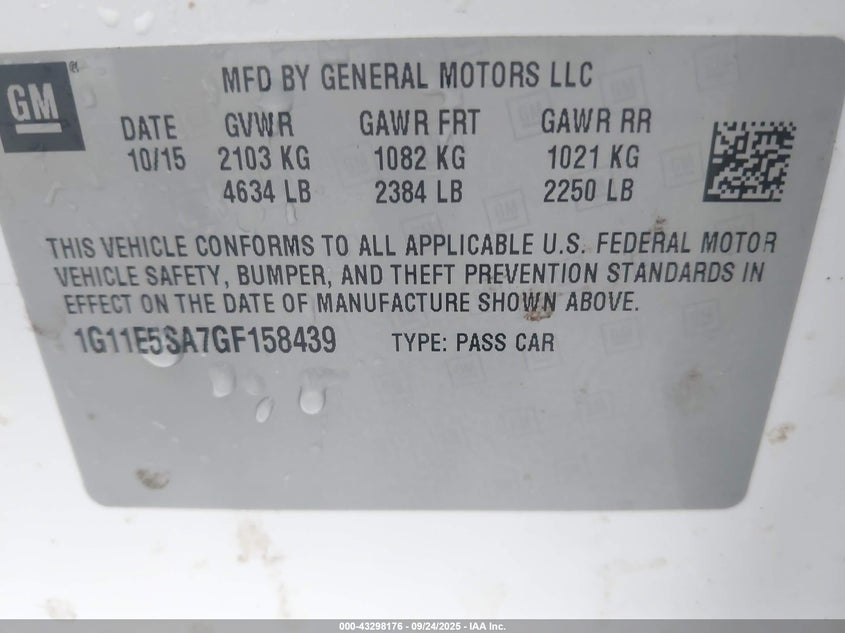 GM
MFD BY GENERAL MOTORS LLC
DATE GVWR GAWR FRT GAWR RR
10/15 2103 KG 1082 KG 1021 KG
4634 LB 2384 LB 2250 LB
THIS VEHICLE CONFORMS TO ALL APPLICABLE U.S. FEDERAL MOTOR
VEHICLE SAFETY, BUMPER, AND THEFT PREVENTION STANDARDS IN
EFFECT ON THE DATE OF MANUFACTURE SHOWN ABOVE.
1G11E5SA7GF158439 TYPE: PASS CAR
000-43298176 - 09/24/2025 - IAA Inc.